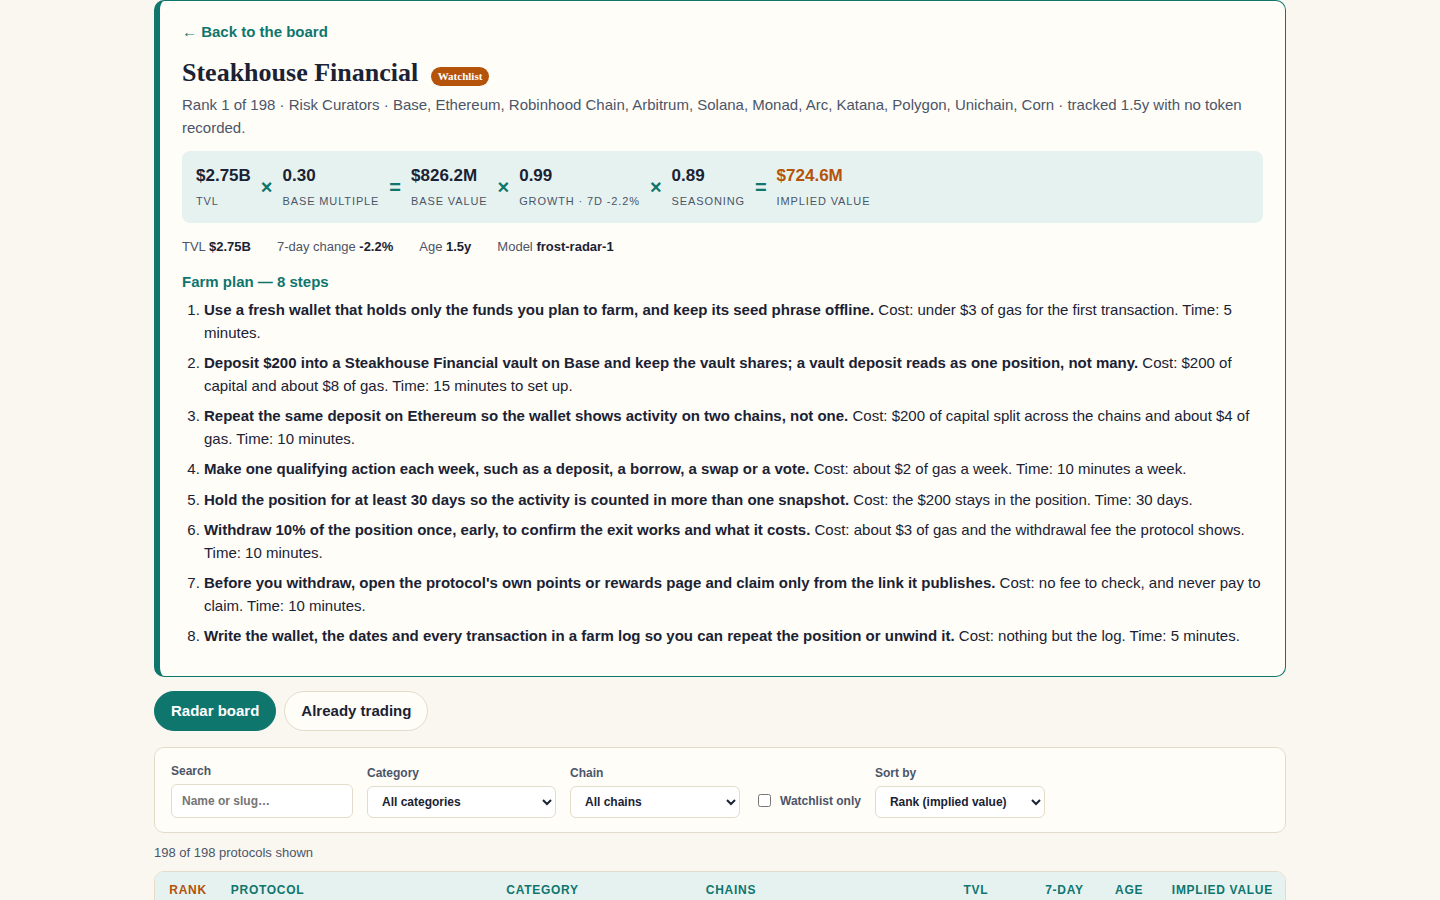 ← Back to the board
Steakhouse Financial Watchlist
Rank 1 of 198 · Risk Curators · Base, Ethereum, Robinhood Chain, Arbitrum, Solana, Monad, Arc, Katana, Polygon, Unichain, Corn · tracked 1.5y with no token
recorded.
$2.75B × 0.30 = $826.2M × 0.99 × 0.89 = $724.6M
TVL BASE MULTIPLE BASE VALUE GROWTH · 7D -2.2% SEASONING IMPLIED VALUE
TVL $2.75B 7-day change -2.2% Age 1.5y Model frost-radar-1
Farm plan — 8 steps
1. Use a fresh wallet that holds only the funds you plan to farm, and keep its seed phrase offline. Cost: under $3 of gas for the first transaction. Time: 5
minutes.
2. Deposit $200 into a Steakhouse Financial vault on Base and keep the vault shares; a vault deposit reads as one position, not many. Cost: $200 of
capital and about $8 of gas. Time: 15 minutes to set up.
3. Repeat the same deposit on Ethereum so the wallet shows activity on two chains, not one. Cost: $200 of capital split across the chains and about $4 of
gas. Time: 10 minutes.
4. Make one qualifying action each week, such as a deposit, a borrow, a swap or a vote. Cost: about $2 of gas a week. Time: 10 minutes a week.
5. Hold the position for at least 30 days so the activity is counted in more than one snapshot. Cost: the $200 stays in the position. Time: 30 days.
6. Withdraw 10% of the position once, early, to confirm the exit works and what it costs. Cost: about $3 of gas and the withdrawal fee the protocol shows.
Time: 10 minutes.
7. Before you withdraw, open the protocol's own points or rewards page and claim only from the link it publishes. Cost: no fee to check, and never pay to
claim. Time: 10 minutes.
8. Write the wallet, the dates and every transaction in a farm log so you can repeat the position or unwind it. Cost: nothing but the log. Time: 5 minutes.
Radar board Already trading
Search Category Chain Sort by
Name or slug… All categories All chains Watchlist only Rank (implied value)
198 of 198 protocols shown
RANK PROTOCOL CATEGORY CHAINS TVL 7-DAY AGE IMPLIED VALUE